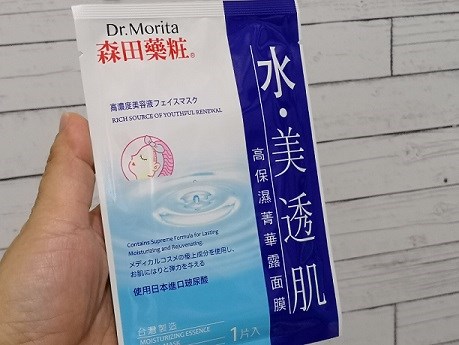 Dr.Morita
森田藥粧®
高濃度美容液フェイスマスク
RICH SOURCE OF YOUTHFUL RENEWAL
Contains Supreme Formula for Lasting
Moisturizing and Rejuvenating.
メディカルコスメの極上成分を使用し、
お肌にはりと弾力を与える
使用日本進口玻尿酸
台灣製造
MOISTURIZING ESSENCE
MASK
1片入
水・美透肌
高保濕菁華露面膜